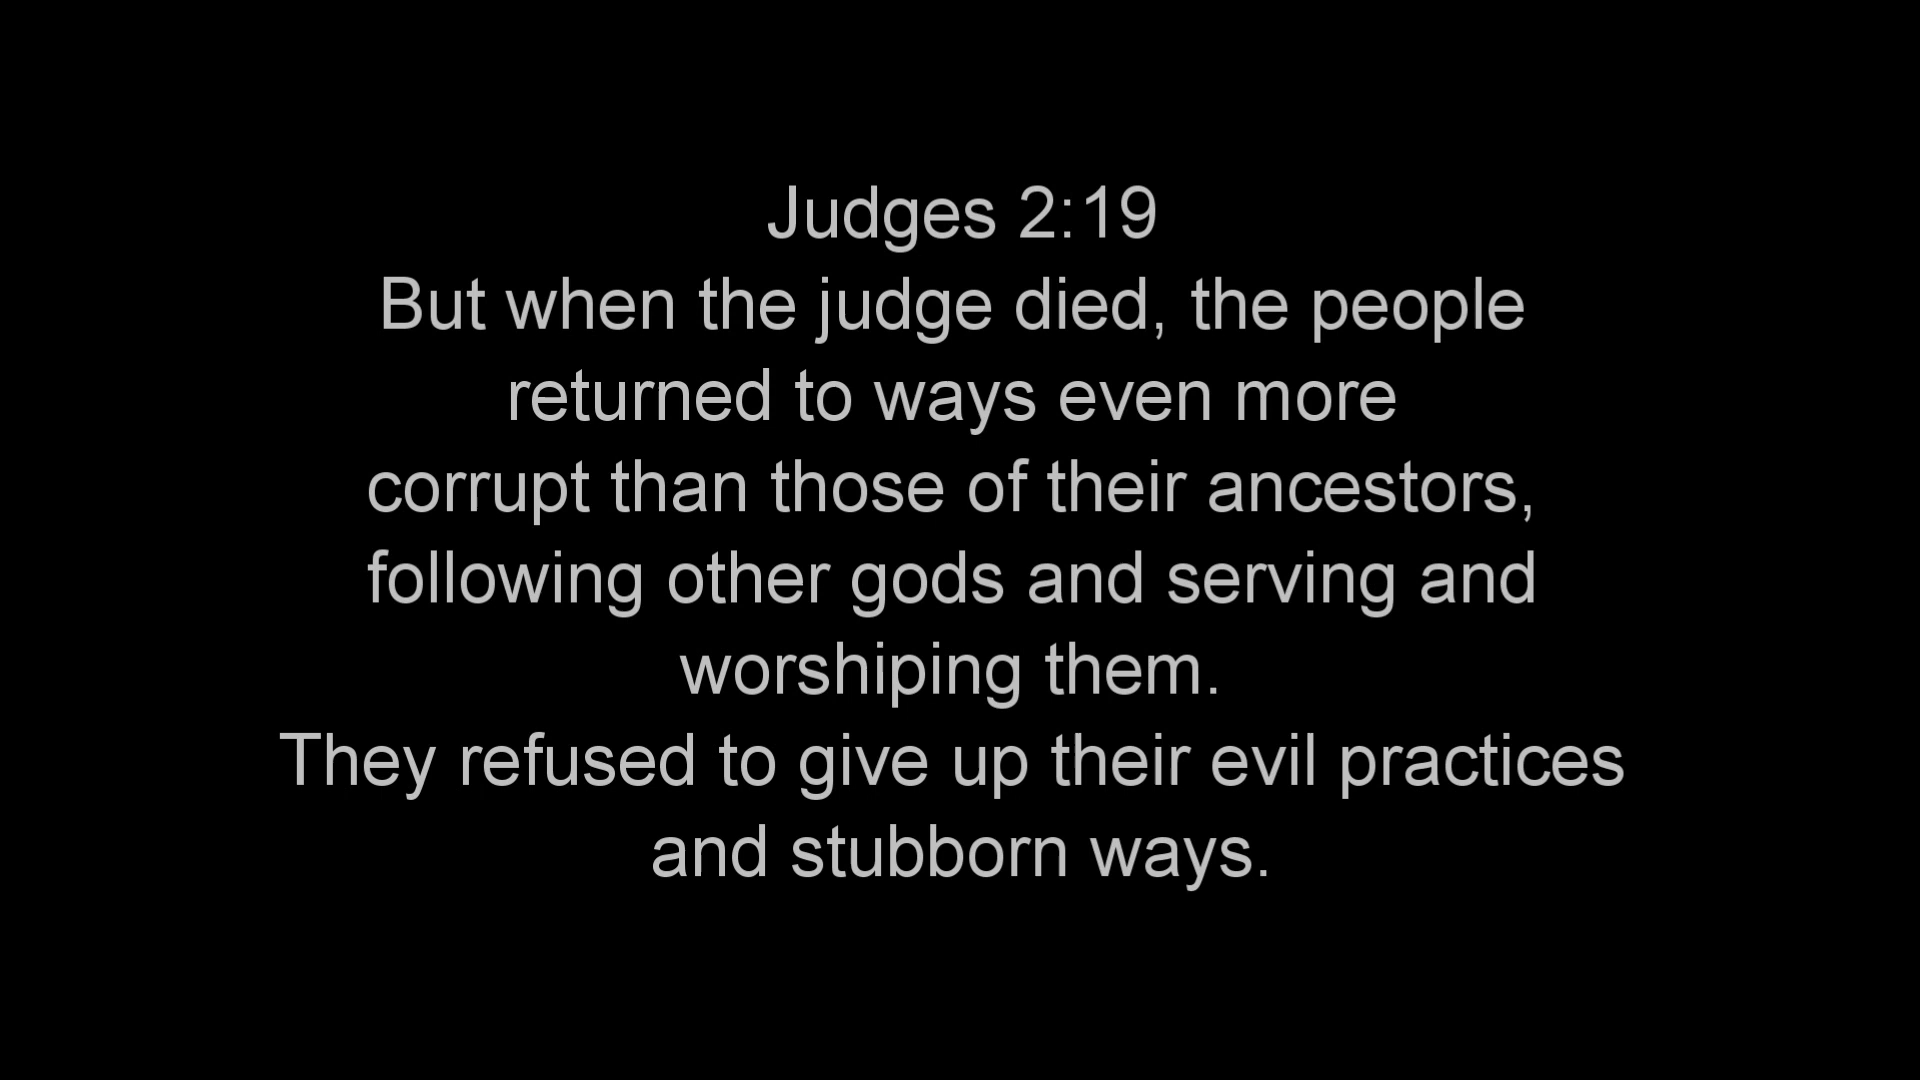 Judges 2:19
But when the judge died, the people
returned to ways even more
corrupt than those of their ancestors,
following other gods and serving and
worshiping them.
They refused to give up their evil practices
and stubborn ways.